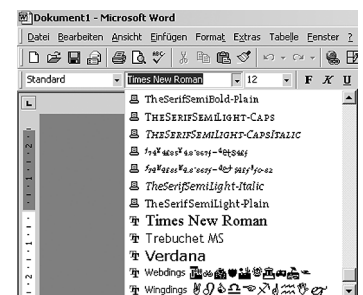 Dokument1 - Microsoft Word
Datei Bearbeiten Ansicht Einfügen Format Extras Tabelle Fenster ?
Standard Times New Roman 12 F K U
TheSerifSemiBold-Plain
THESERIFSEMILIGHT-CAPS
THESERIFSEMILIGHT-CAPSITALIC
TheSerifSemiLight-Italic
TheSerifSemiLight-Plain
Times New Roman
Trebuchet MS
Verdana
Webdings
Wingdings